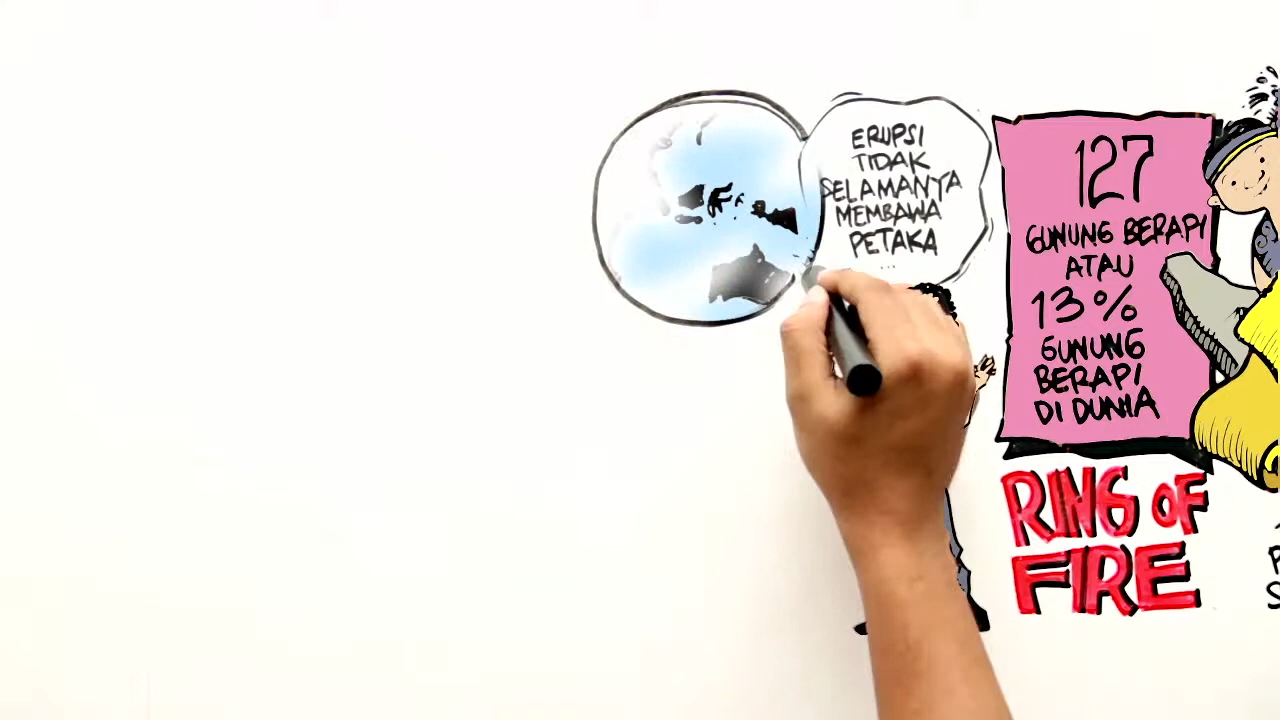 ERUPSI
TIDAK
SELAMANYA
MEMBAWA
PETAKA
...
127
GUNUNG BERAPI
ATAU
13%
GUNUNG
BERAPI
DI DUNIA
RING OF
FIRE